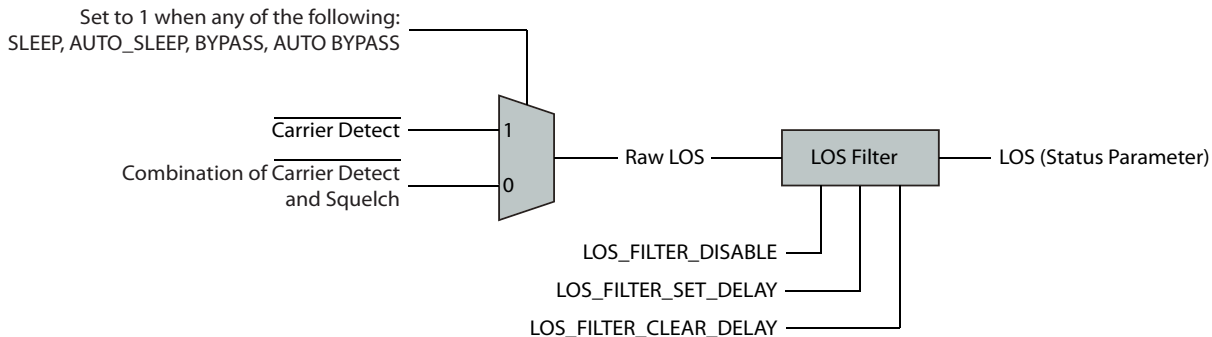 Set to 1 when any of the following:
SLEEP, AUTO_SLEEP, BYPASS, AUTO BYPASS
Carrier Detect
1
Combination of Carrier Detect
and Squelch
0
Raw LOS
LOS Filter
LOS (Status Parameter)
LOS_FILTER_DISABLE
LOS_FILTER_SET_DELAY
LOS_FILTER_CLEAR_DELAY